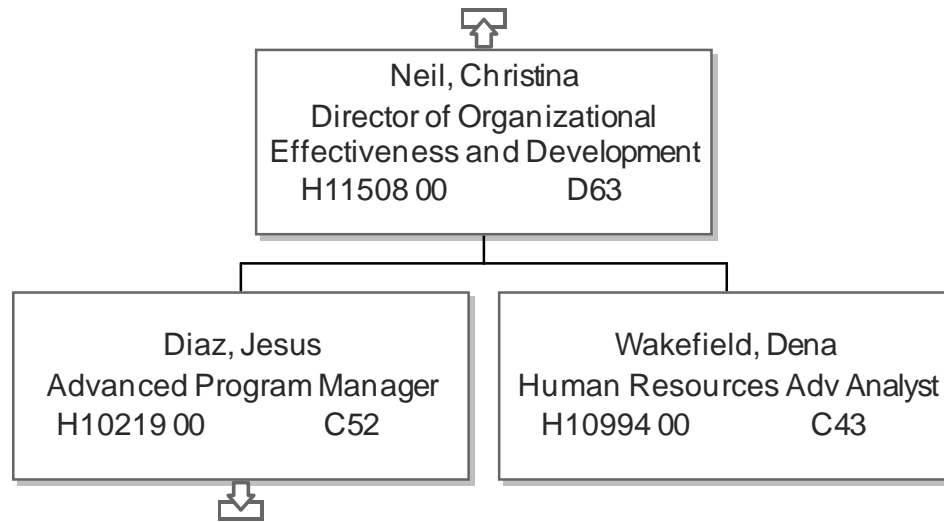 Neil, Christina
Director of Organizational
Effectiveness and Development
H11508 00 D63
Diaz, Jesus
Advanced Program Manager
H10219 00 C52
Wakefield, Dena
Human Resources Adv Analyst
H10994 00 C43